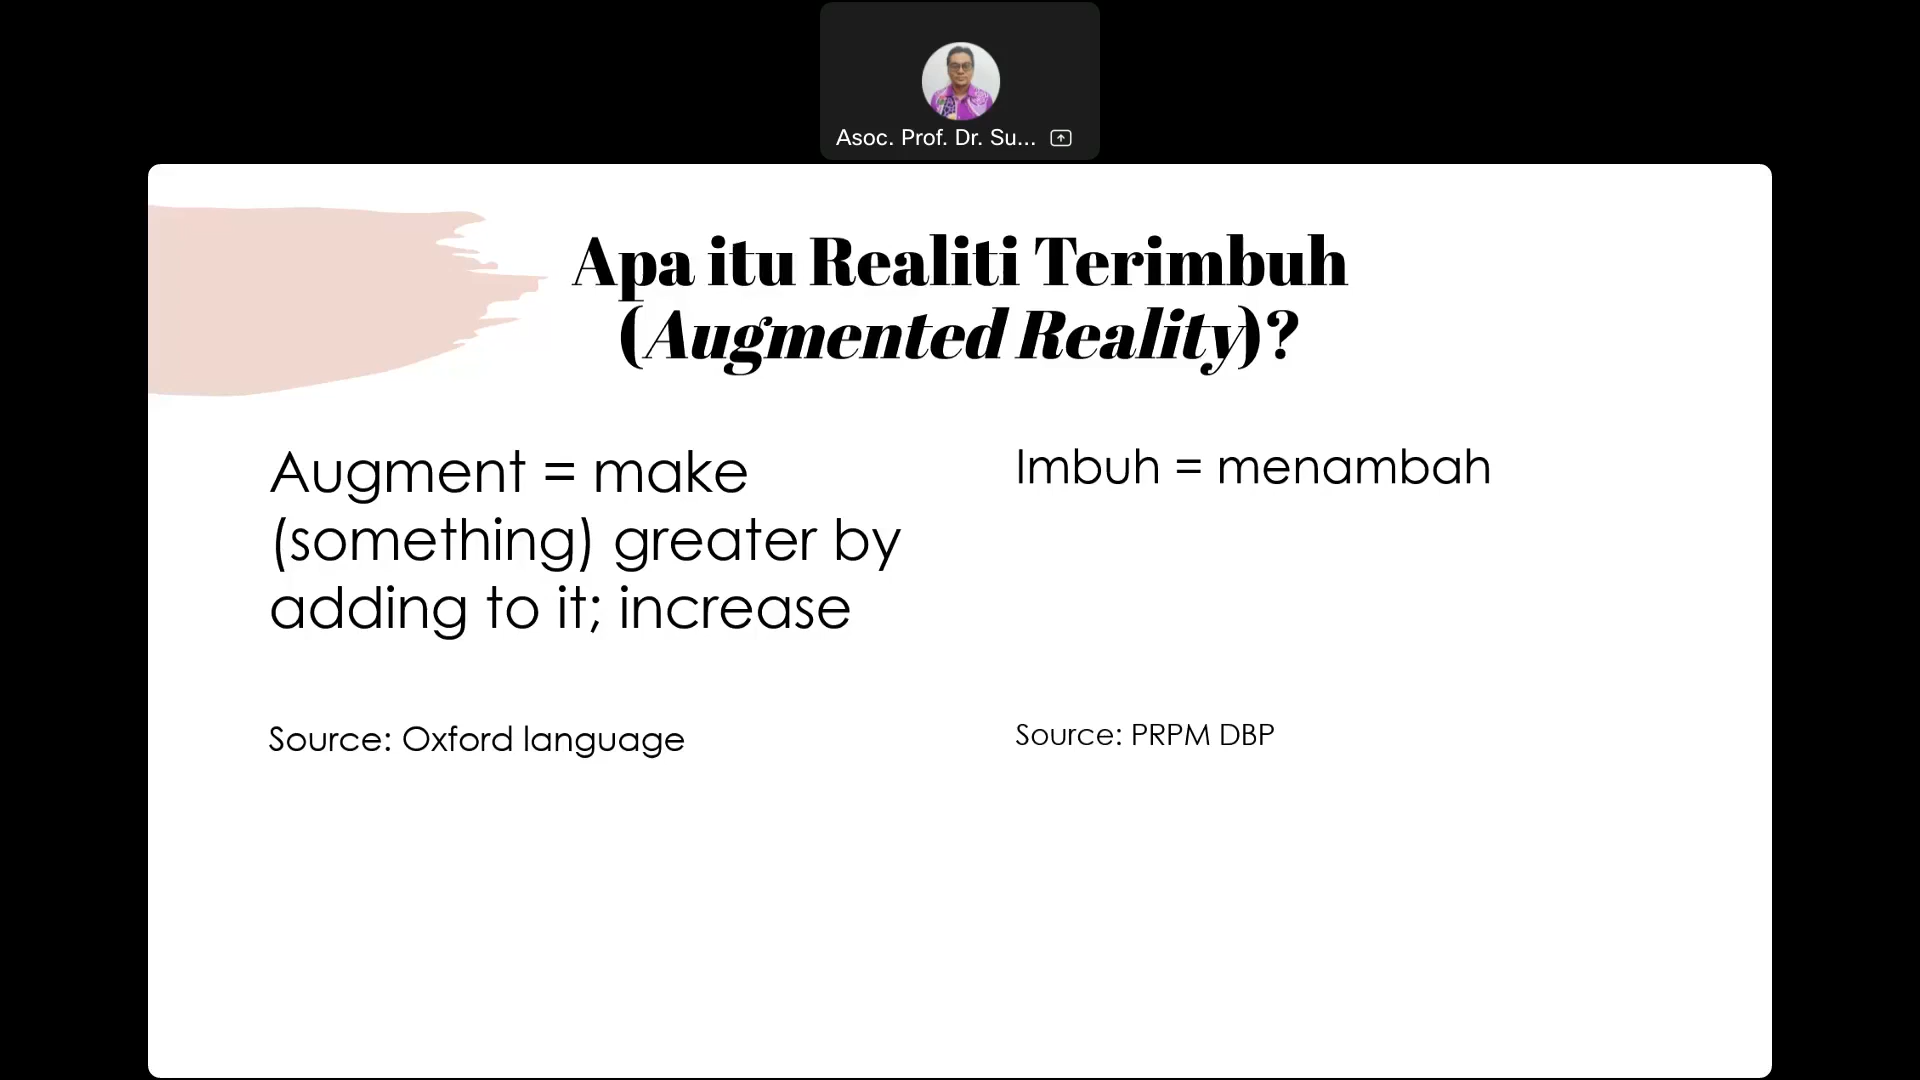 Asoc. Prof. Dr. Su...
Apa itu Realiti Terimbuh
(Augmented Reality)?
Augment = make
(something) greater by
adding to it; increase
Source: Oxford language
Imbuh = menambah
Source: PRPM DBP